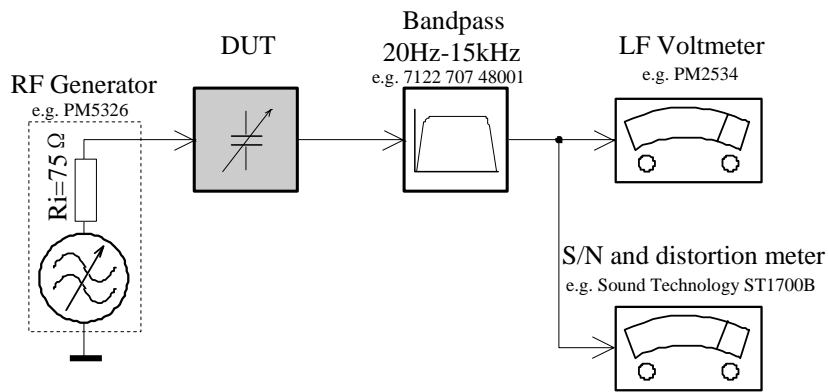 RF Generator
e.g. PM5326
Ri=75 Ω
DUT
Bandpass
20Hz-15kHz
e.g. 7122 707 48001
LF Voltmeter
e.g. PM2534
S/N and distortion meter
e.g. Sound Technology ST1700B